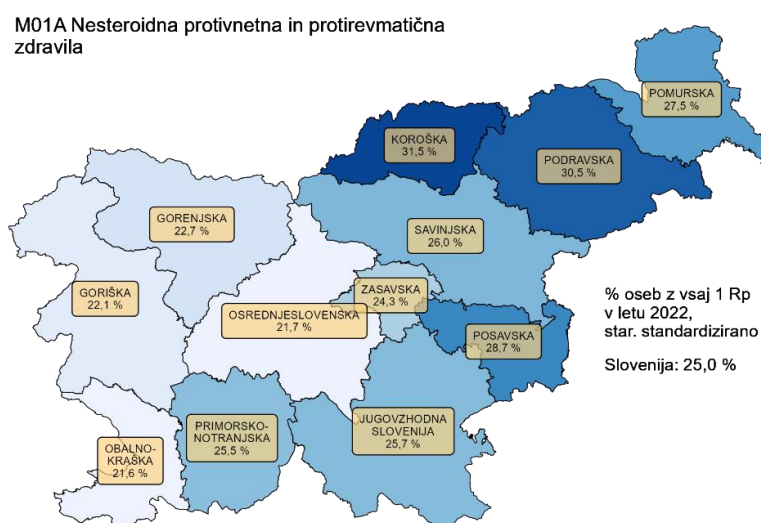 M01A Nesteroidna protivnetna in protirevmatična
zdravila
POMURSKA
27,5 %
KOROŠKA
31,5 %
PODRAVSKA
30,5 %
GORENJSKA
22,7 %
SAVINJSKA
26,0 %
GORIŠKA
22,1 %
ZASAVSKA
24,3 %
OSREDNJESLOVENSKA
21,7 %
POSAVSKA
28,7 %
% oseb z vsaj 1 Rp
v letu 2022,
star. standardizirano
Slovenija: 25,0 %
PRIMORSKO-
NOTRANJSKA
25,5 %
JUGOVZHODNA
SLOVENIJA
25,7 %
OBALNO-
KRAŠKA
21,6 %